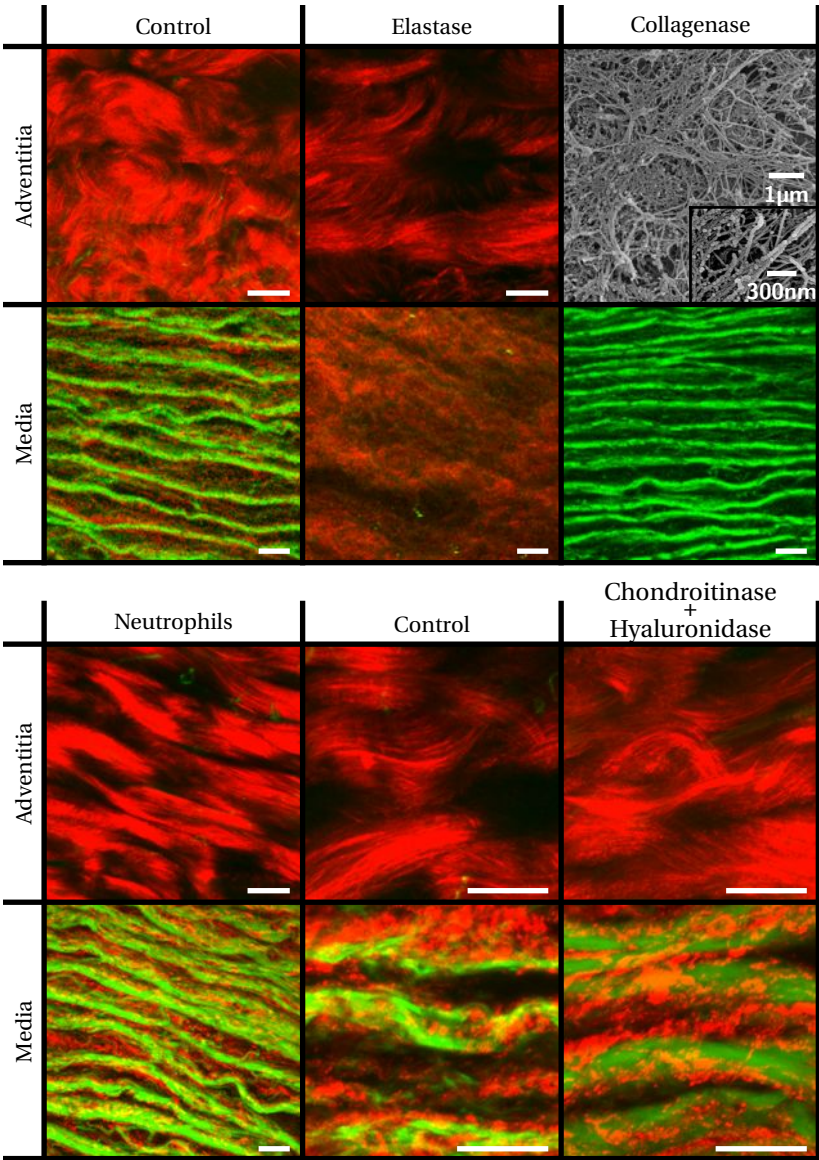 Control
Elastase
Collagenase
Adventitia
1μm
300nm
Media
Neutrophils
Control
Chondroitinase
+
Hyaluronidase
Adventitia
Media